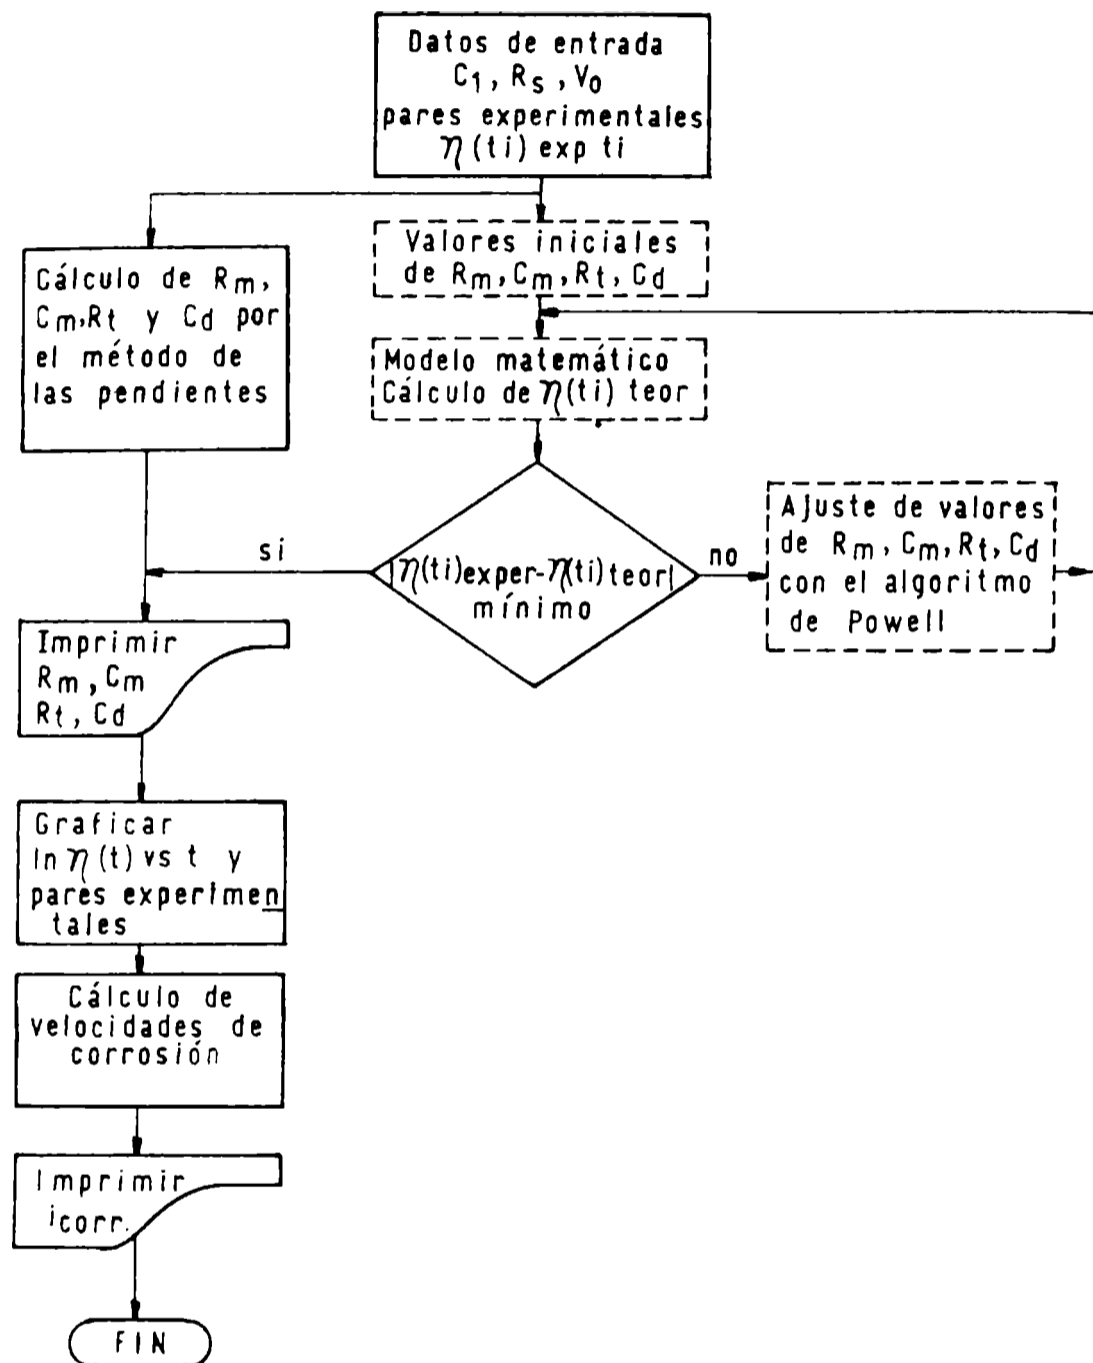 Datos de entrada
C1, Rs, Vo
pares experimentales
η(ti) exp ti
Valores iniciales
de Rm, Cm, Rt, Cd
Cálculo de Rm,
Cm,Rt y Cd por
el método de
las pendientes
Modelo matemático
Cálculo de η(ti) teor
si
|η(ti)exper-η(ti)teor|
mínimo
no
Ajuste de valores
de Rm, Cm, Rt, Cd
con el algoritmo
de Powell
Imprimir
Rm, Cm
Rt, Cd
Graficar
ln η(t) vs t y
pares experimen
tales
Cálculo de
velocidades de
corrosión
Imprimir
icorr.
FIN